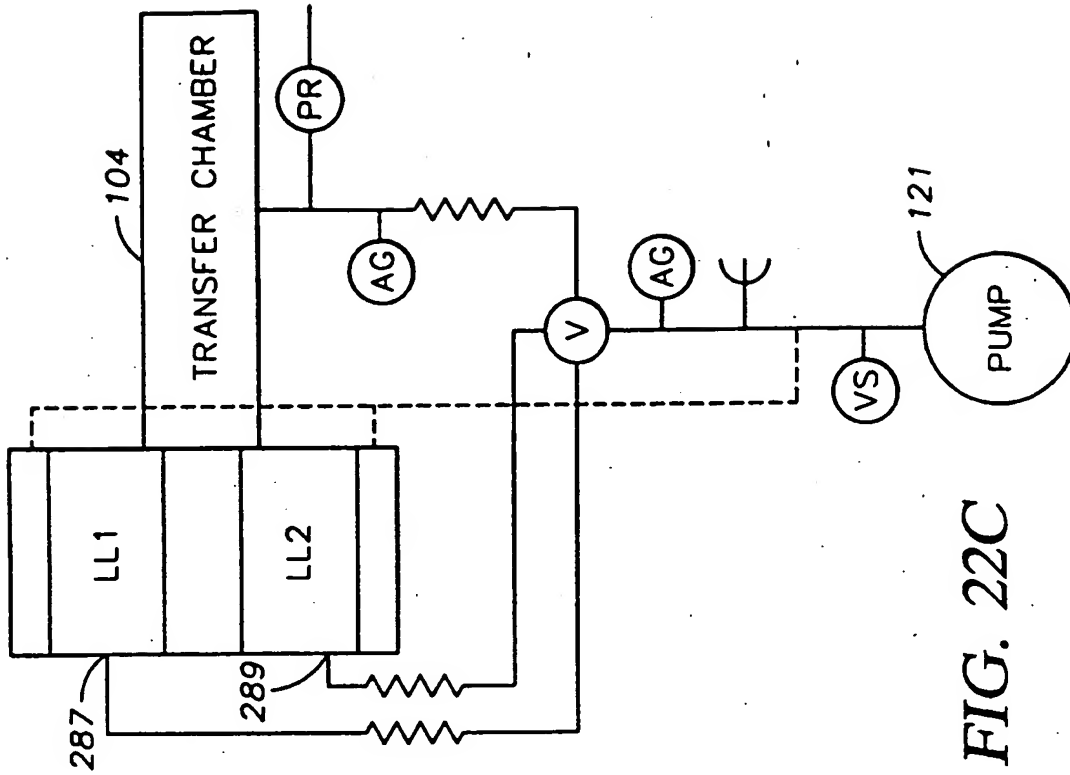 104
TRANSFER CHAMBER
PR
AG
LL1
LL2
287
289
V
AG
VS
PUMP
121
FIG. 22C